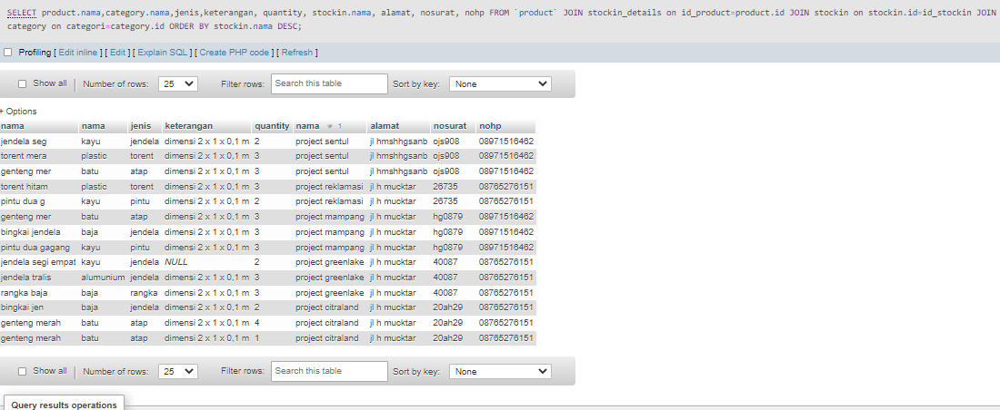 SELECT product.nama,category.nama,jenis,keterangan, quantity, stockin.nama, alamat, nosurat, nohp FROM `product` JOIN stockin_details on id_product=product.id JOIN stockin on stockin.id=id_stockin JOIN
category on categori=category.id ORDER BY stockin.nama DESC;
Profiling [ Edit inline ] [ Edit ] [ Explain SQL ] [ Create PHP code ] [ Refresh ]
Show all Number of rows: 25 Filter rows: Search this table Sort by key: None
+ Options
nama nama jenis keterangan quantity nama 1 alamat nosurat nohp
jendela seg kayu jendela dimensi 2 x 1 x 0,1 m 2 project sentul jl hmshhgsanb ojs908 08971516462
torent mera plastic torent dimensi 2 x 1 x 0,1 m 3 project sentul jl hmshhgsanb ojs908 08971516462
genteng mer batu atap dimensi 2 x 1 x 0,1 m 3 project sentul jl hmshhgsanb ojs908 08971516462
torent hitam plastic torent dimensi 2 x 1 x 0,1 m 3 project reklamasi jl h mucktar 26735 08765276151
pintu dua g kayu pintu dimensi 2 x 1 x 0,1 m 2 project reklamasi jl h mucktar 26735 08765276151
genteng mer batu atap dimensi 2 x 1 x 0,1 m 3 project mampang jl h mucktar hg0879 08971516462
bingkai jendela baja jendela dimensi 2 x 1 x 0,1 m 3 project mampang jl h mucktar hg0879 08971516462
pintu dua gagang kayu pintu dimensi 2 x 1 x 0,1 m 3 project mampang jl h mucktar hg0879 08971516462
jendela segi empat kayu jendela NULL 2 project greenlake jl h mucktar 40087 08765276151
jendela tralis alumunium jendela dimensi 2 x 1 x 0,1 m 3 project greenlake jl h mucktar 40087 08765276151
rangka baja baja rangka dimensi 2 x 1 x 0,1 m 3 project greenlake jl h mucktar 40087 08765276151
bingkai jen baja jendela dimensi 2 x 1 x 0,1 m 2 project citraland jl h mucktar 20ah29 08765276151
genteng merah batu atap dimensi 2 x 1 x 0,1 m 4 project citraland jl h mucktar 20ah29 08765276151
genteng merah batu atap dimensi 2 x 1 x 0,1 m 1 project citraland jl h mucktar 20ah29 08765276151
Show all Number of rows: 25 Filter rows: Search this table Sort by key: None
Query results operations